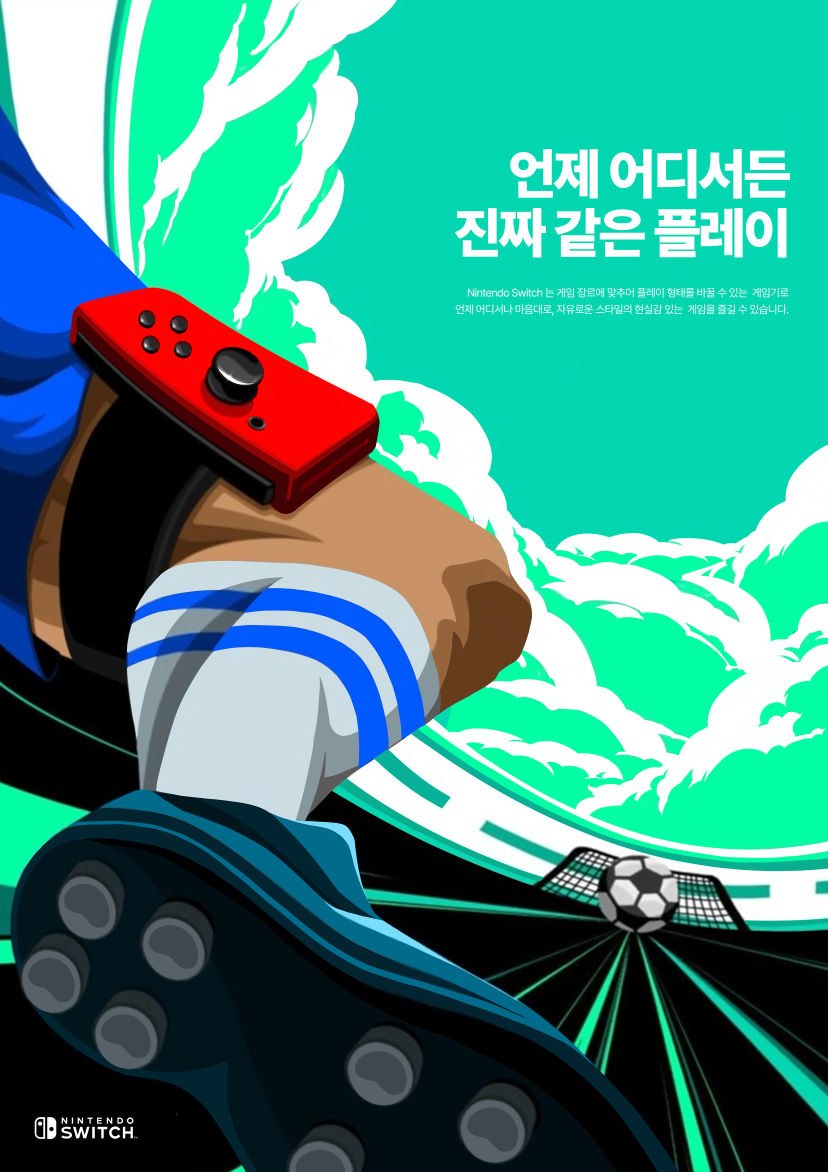 언제 어디서든
진짜 같은 플레이
Nintendo Switch 는 게임 장르에 맞추어 플레이 형태를 바꿀 수 있는 게임기로
언제 어디서나 마음대로, 자유로운 스타일의 현실감 있는 게임을 즐길 수 있습니다.
NINTENDO
SWITCH